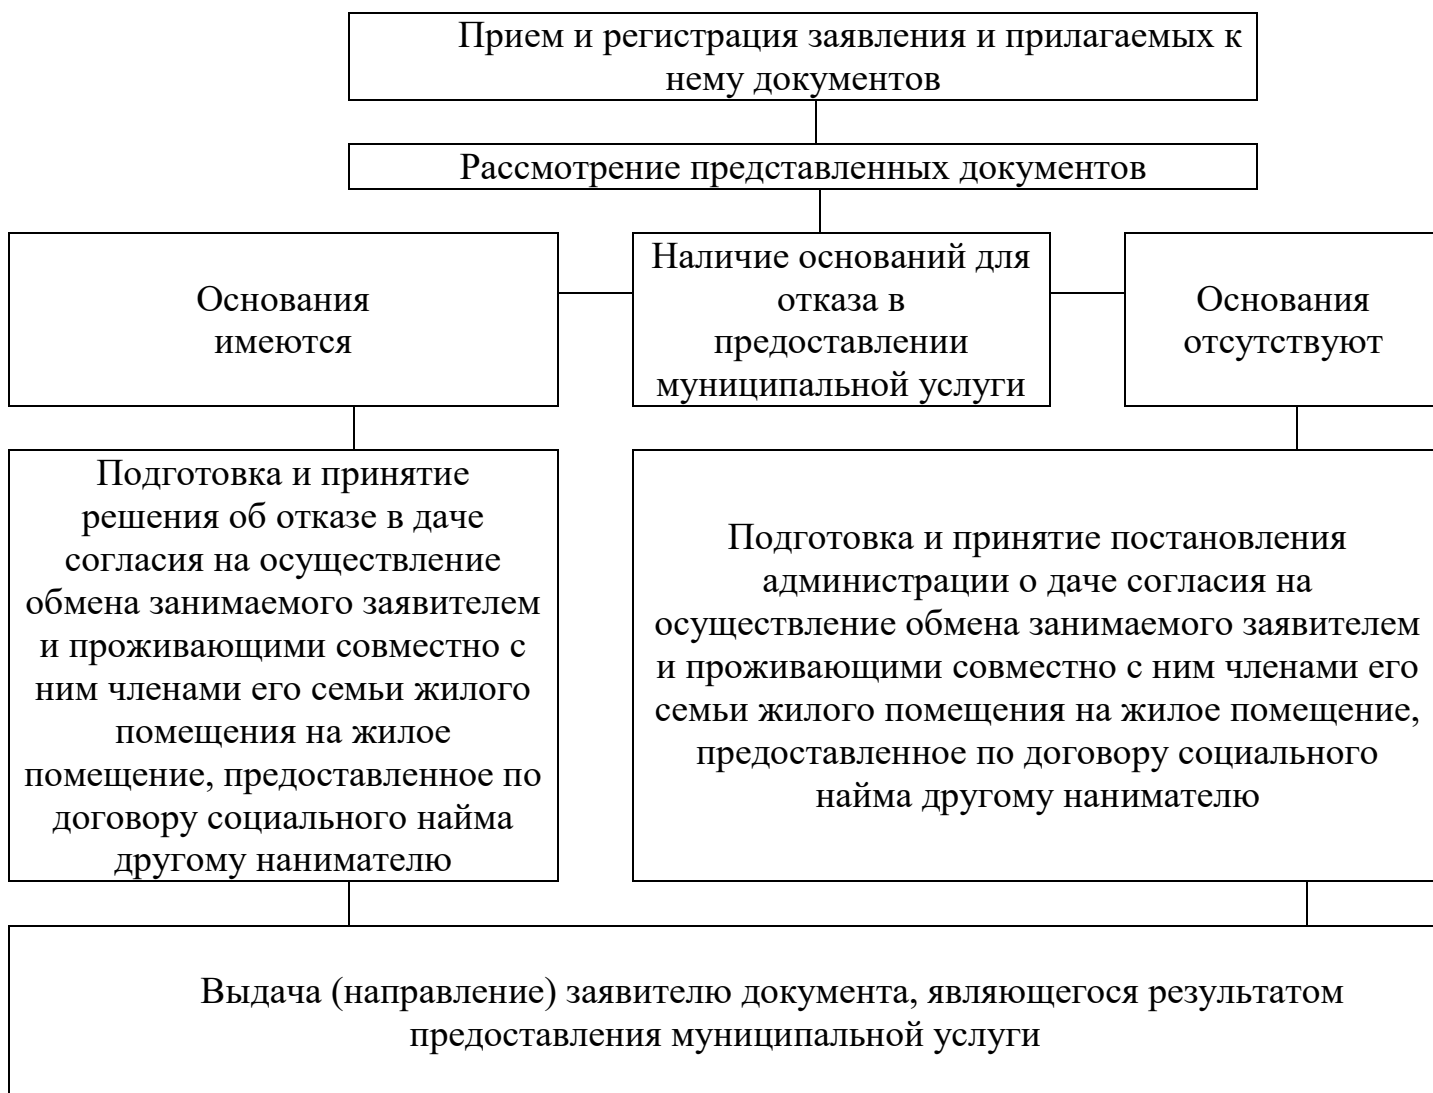 Прием и регистрация заявления и прилагаемых к
нему документов
Рассмотрение представленных документов
Основания
имеются
Наличие оснований для
отказа в
предоставлении
муниципальной услуги
Основания
отсутствуют
Подготовка и принятие
решения об отказе в даче
согласия на осуществление
обмена занимаемого заявителем
и проживающими совместно с
ним членами его семьи жилого
помещения на жилое
помещение, предоставленное по
договору социального найма
другому нанимателю
Подготовка и принятие постановления
администрации о даче согласия на
осуществление обмена занимаемого заявителем
и проживающими совместно с ним членами его
семьи жилого помещения на жилое помещение,
предоставленное по договору социального
найма другому нанимателю
Выдача (направление) заявителю документа, являющегося результатом
предоставления муниципальной услуги